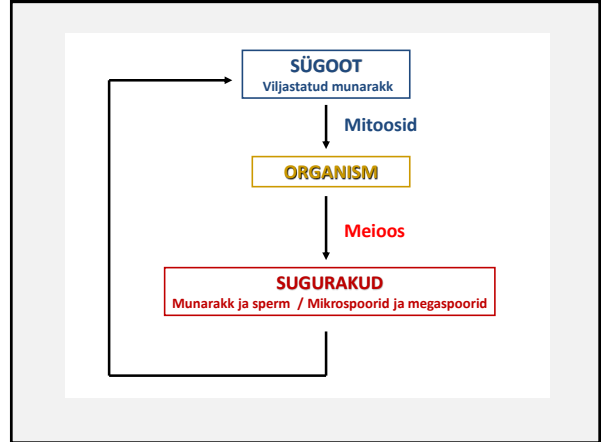 SÜGOOT
Viljastatud munarakk
Mitoosid
ORGANISM
Meioos
SUGURAKUD
Munarakk ja sperm / Mikrospoorid ja megaspoorid